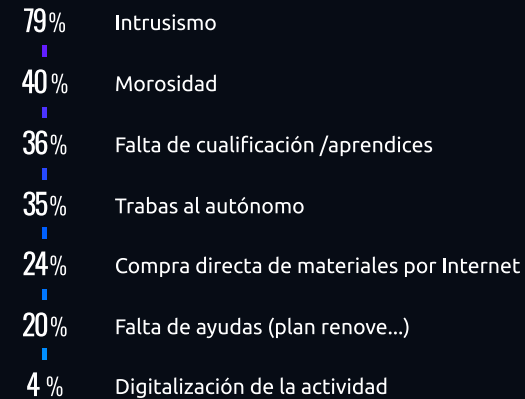 79% Intrusismo
40% Morosidad
36% Falta de cualificación /aprendices
35% Trabas al autónomo
24% Compra directa de materiales por Internet
20% Falta de ayudas (plan renove...)
4 % Digitalización de la actividad